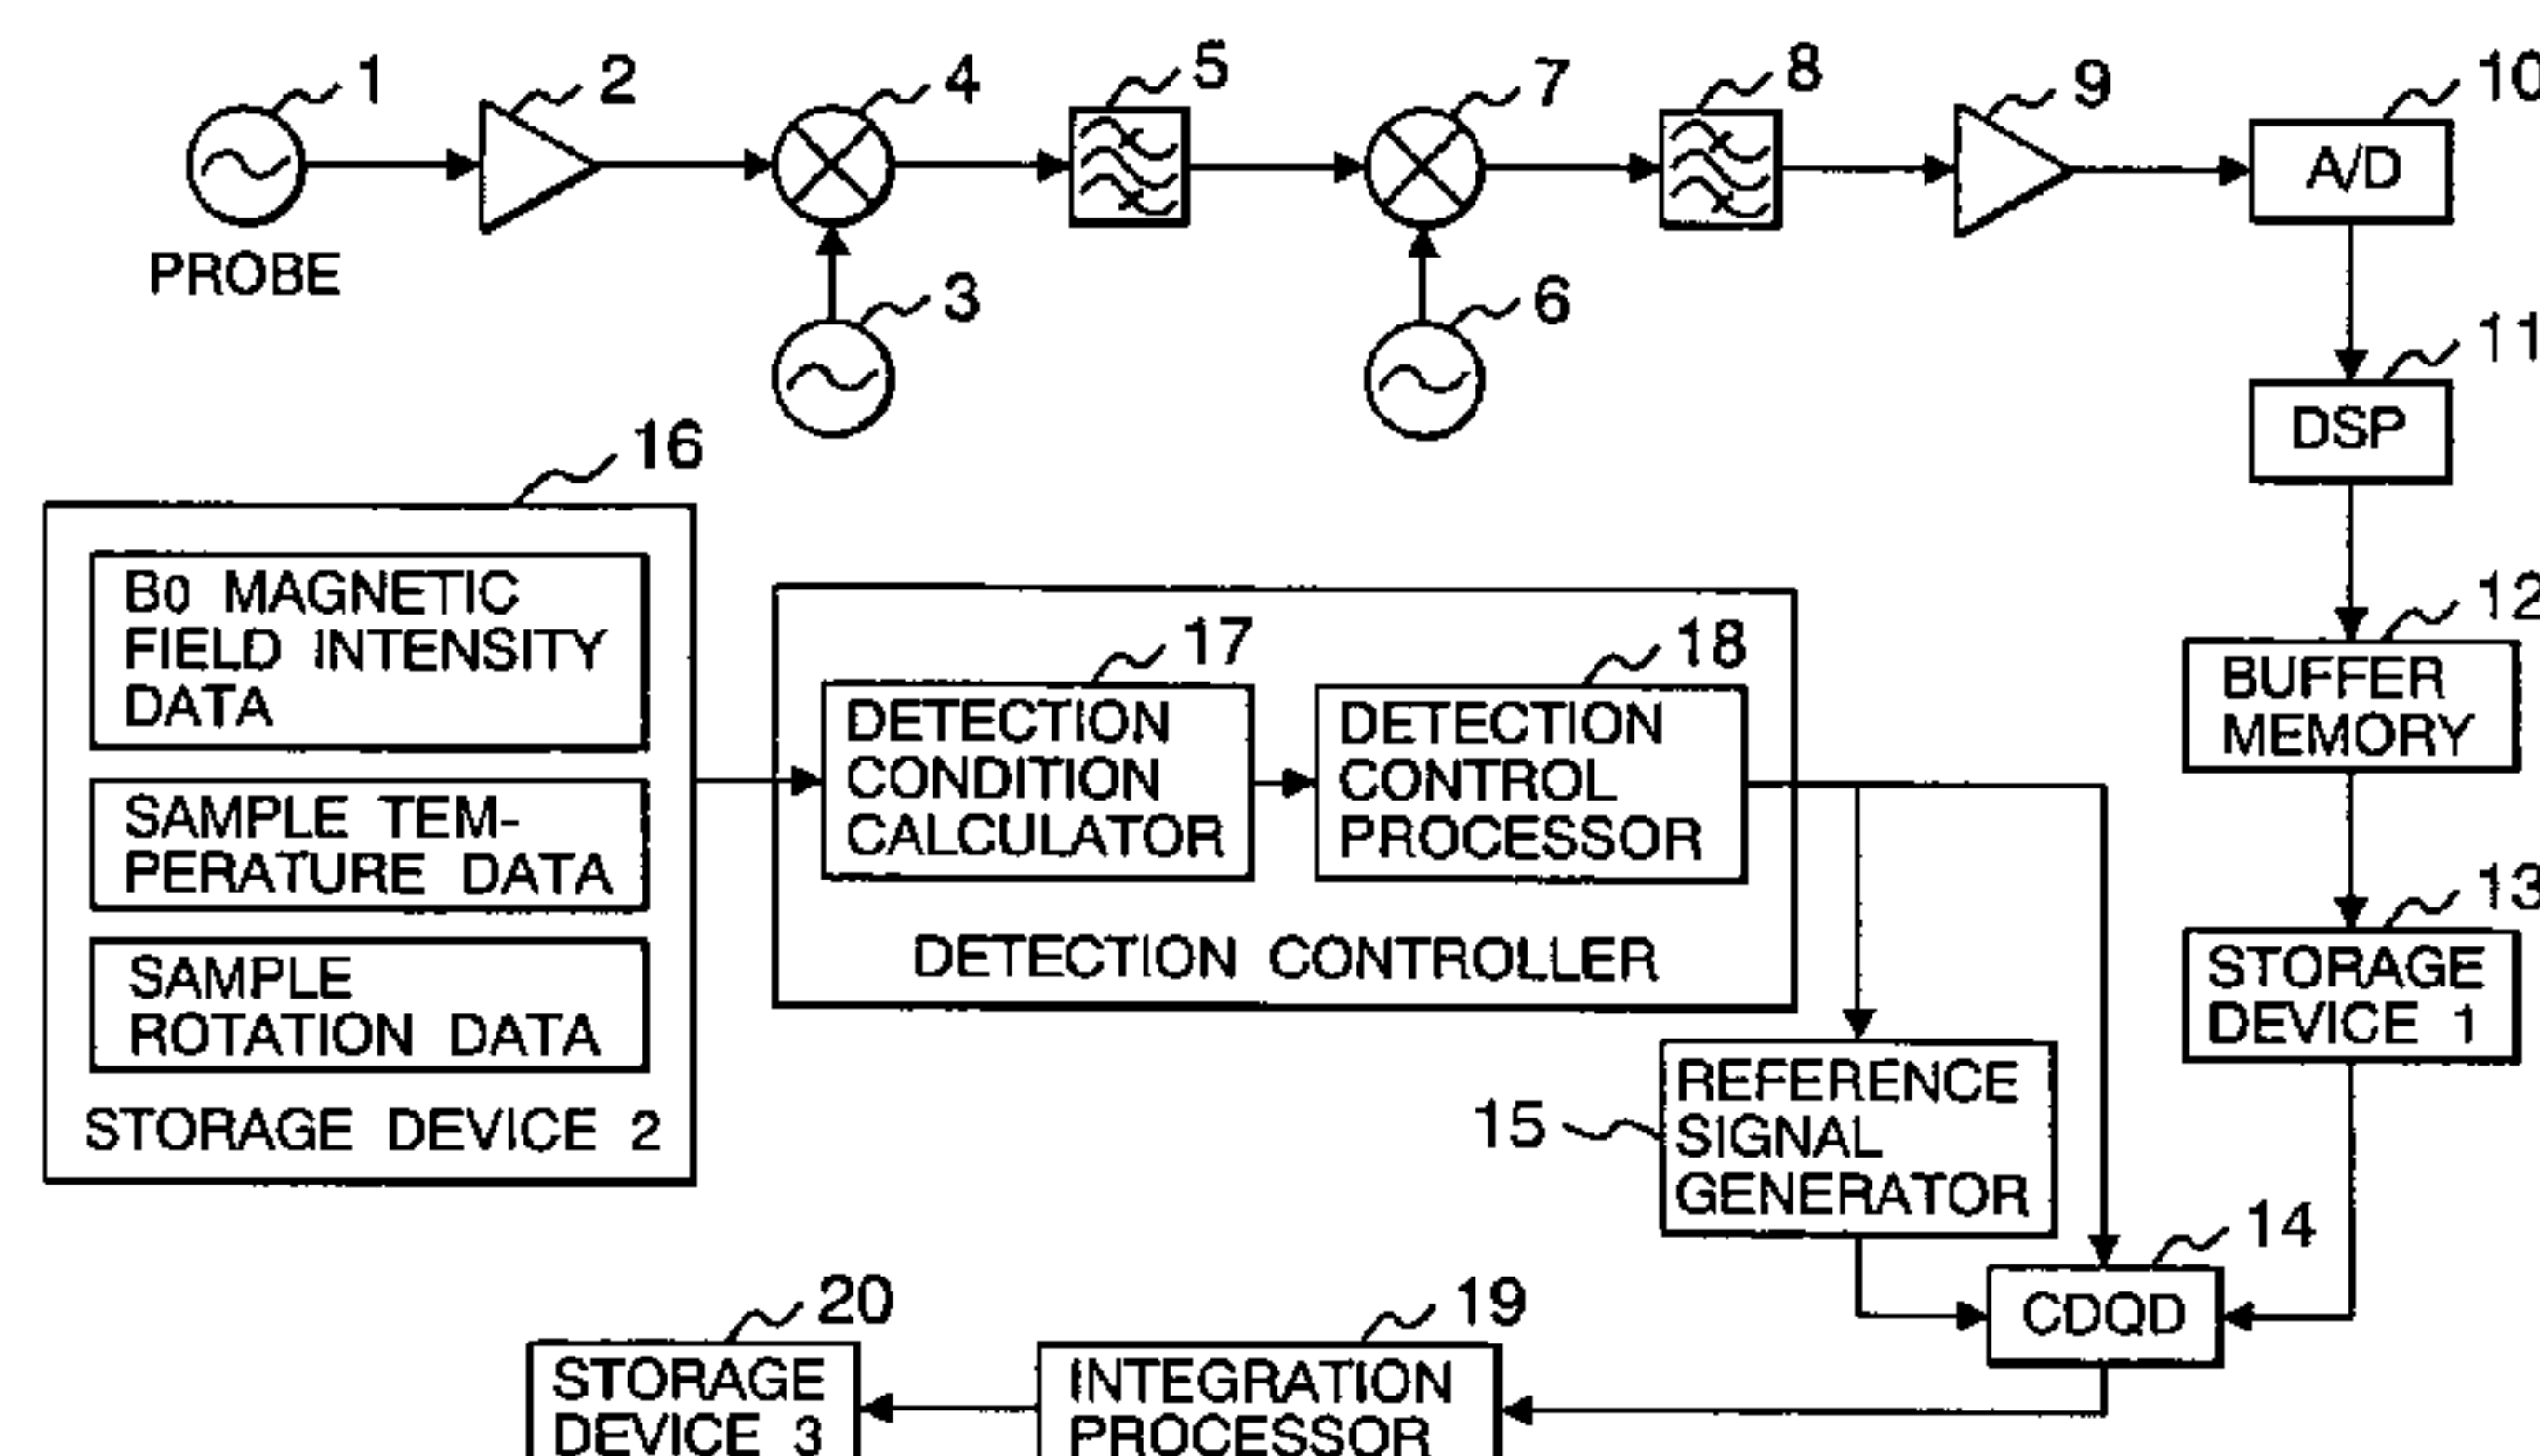 1
2
4
5
7
8
9
10
A/D
PROBE
3
6
11
DSP
16
B0 MAGNETIC
FIELD INTENSITY
DATA
SAMPLE TEM-
PERATURE DATA
SAMPLE
ROTATION DATA
STORAGE DEVICE 2
17
DETECTION
CONDITION
CALCULATOR
18
DETECTION
CONTROL
PROCESSOR
DETECTION CONTROLLER
12
BUFFER
MEMORY
13
STORAGE
DEVICE 1
15
REFERENCE
SIGNAL
GENERATOR
14
CDQD
20
STORAGE
DEVICE 3
19
INTEGRATION
PROCESSOR